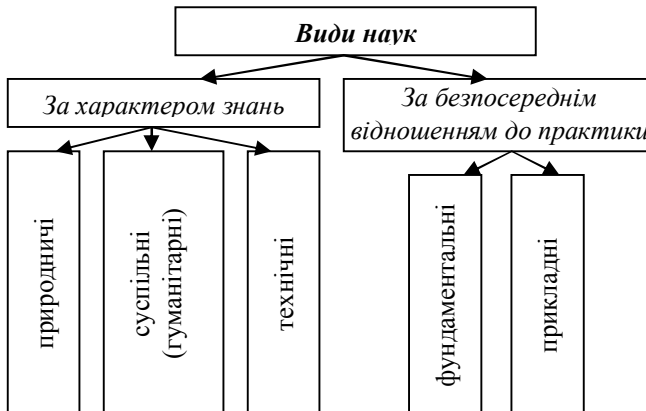 Види наук
За характером знань
За безпосереднім
відношенням до практики
природничі
суспільні
(гуманітарні)
технічні
фундаментальні
прикладні